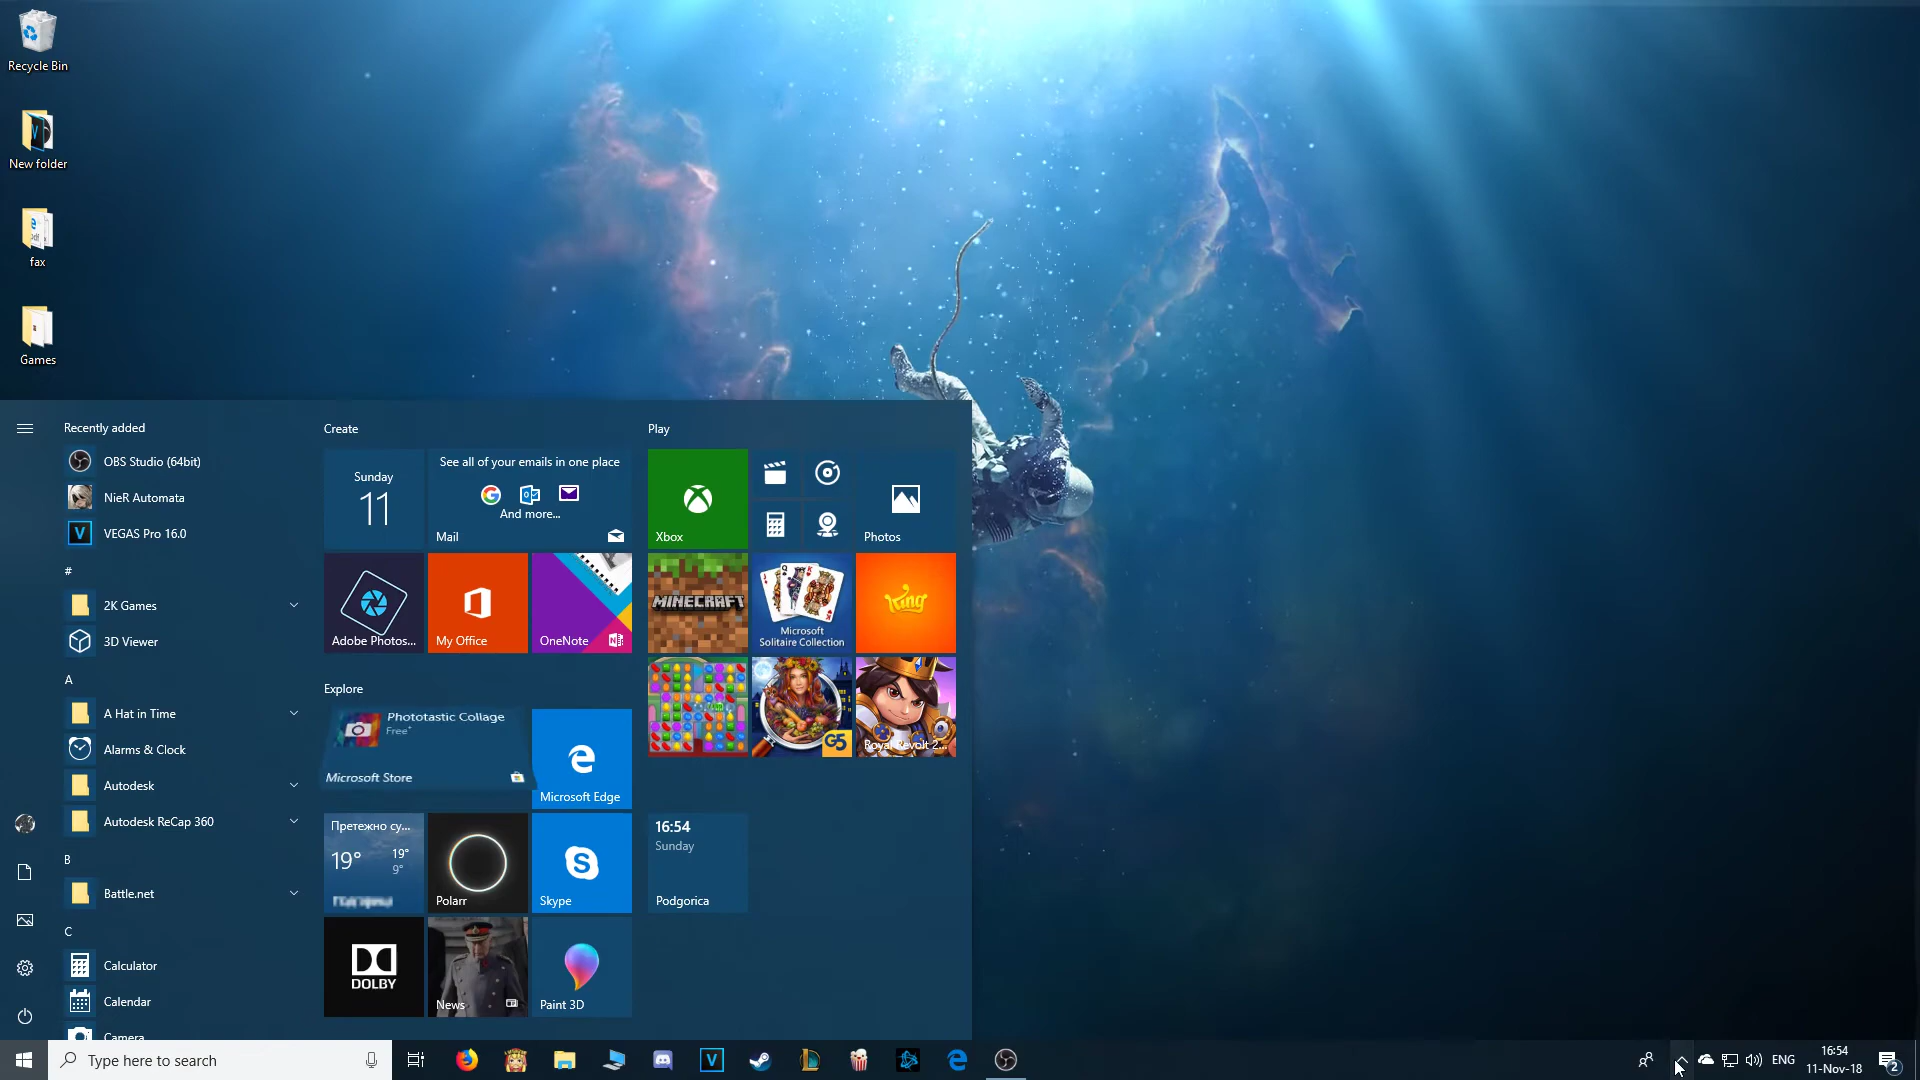 Recycle Bin
New folder
fax
Games
Recently added
OBS Studio (64bit)
NieR Automata
VEGAS Pro 16.0
#
2K Games
3D Viewer
A
A Hat in Time
Alarms & Clock
Autodesk
Autodesk ReCap 360
B
Battle.net
C
Calculator
Calendar
Camera
Create
Sunday
11
See all of your emails in one place
And more...
Mail
Adobe Photos...
My Office
OneNote
Explore
Phototastic Collage
Free+
Microsoft Store
Microsoft Edge
Претежно су...
19° 19°
9°
Polarr
Skype
DOLBY
News
Paint 3D
Play
Xbox
Photos
MINECRAFT
Microsoft
Solitaire Collection
King
G5
Royal Revolt 2...
16:54
Sunday
Podgorica
Type here to search
ENG
16:54
11-Nov-18
2